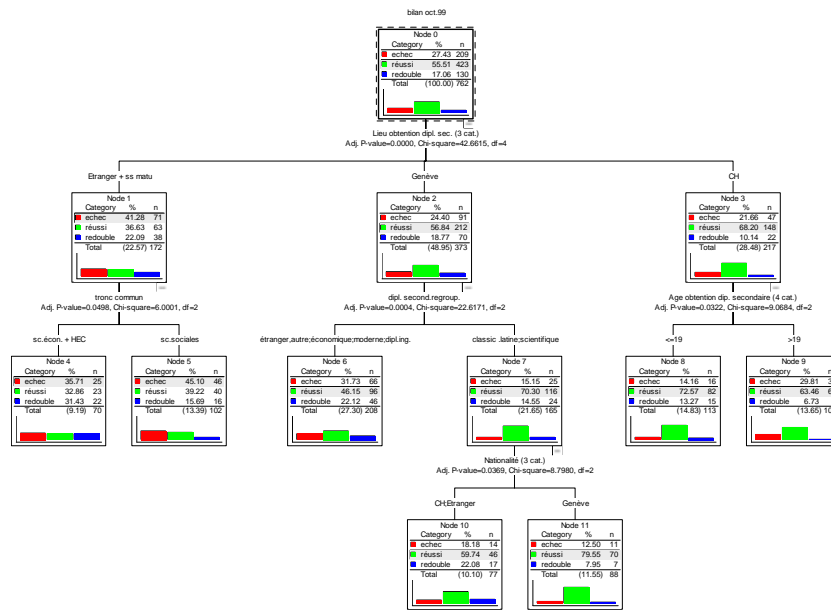 bilan oct.99
Node 0
Category % n
echec 27.43 209
réussi 55.51 423
redouble 17.06 130
Total (100.00) 762
Lieu obtention dipl. sec. (3 cat.)
Adj. P-value=0.0000, Chi-square=42.6615, df=4
Etranger + ss matu
Genève
CH
Node 1
Category % n
echec 41.28 71
réussi 36.63 63
redouble 22.09 38
Total (22.57) 172
Node 2
Category % n
echec 24.40 91
réussi 56.84 212
redouble 18.77 70
Total (48.95) 373
Node 3
Category % n
echec 21.66 47
réussi 68.20 148
redouble 10.14 22
Total (28.48) 217
tronc commun
Adj. P-value=0.0498, Chi-square=6.0001, df=2
dipl. second.regroup.
Adj. P-value=0.0004, Chi-square=22.6171, df=2
Age obtention dip. secondaire (4 cat.)
Adj. P-value=0.0322, Chi-square=9.0684, df=2
sc.écon. + HEC
sc.sociales
étranger,autre;économique;moderne;dipl.ing.
classic .latine;scientifique
<=19
>19
Node 4
Category % n
echec 35.71 25
réussi 32.86 23
redouble 31.43 22
Total (9.19) 70
Node 5
Category % n
echec 45.10 46
réussi 39.22 40
redouble 15.69 16
Total (13.39) 102
Node 6
Category % n
echec 31.73 66
réussi 46.15 96
redouble 22.12 46
Total (27.30) 208
Node 7
Category % n
echec 15.15 25
réussi 70.30 116
redouble 14.55 24
Total (21.65) 165
Node 8
Category % n
echec 14.16 16
réussi 72.57 82
redouble 13.27 15
Total (14.83) 113
Node 9
Category % n
echec 29.81 3
réussi 63.46 6
redouble 6.73
Total (13.65) 10
Nationalité (3 cat.)
Adj. P-value=0.0369, Chi-square=8.7980, df=2
CH;Etranger
Genève
Node 10
Category % n
echec 18.18 14
réussi 59.74 46
redouble 22.08 17
Total (10.10) 77
Node 11
Category % n
echec 12.50 11
réussi 79.55 70
redouble 7.95 7
Total (11.55) 88